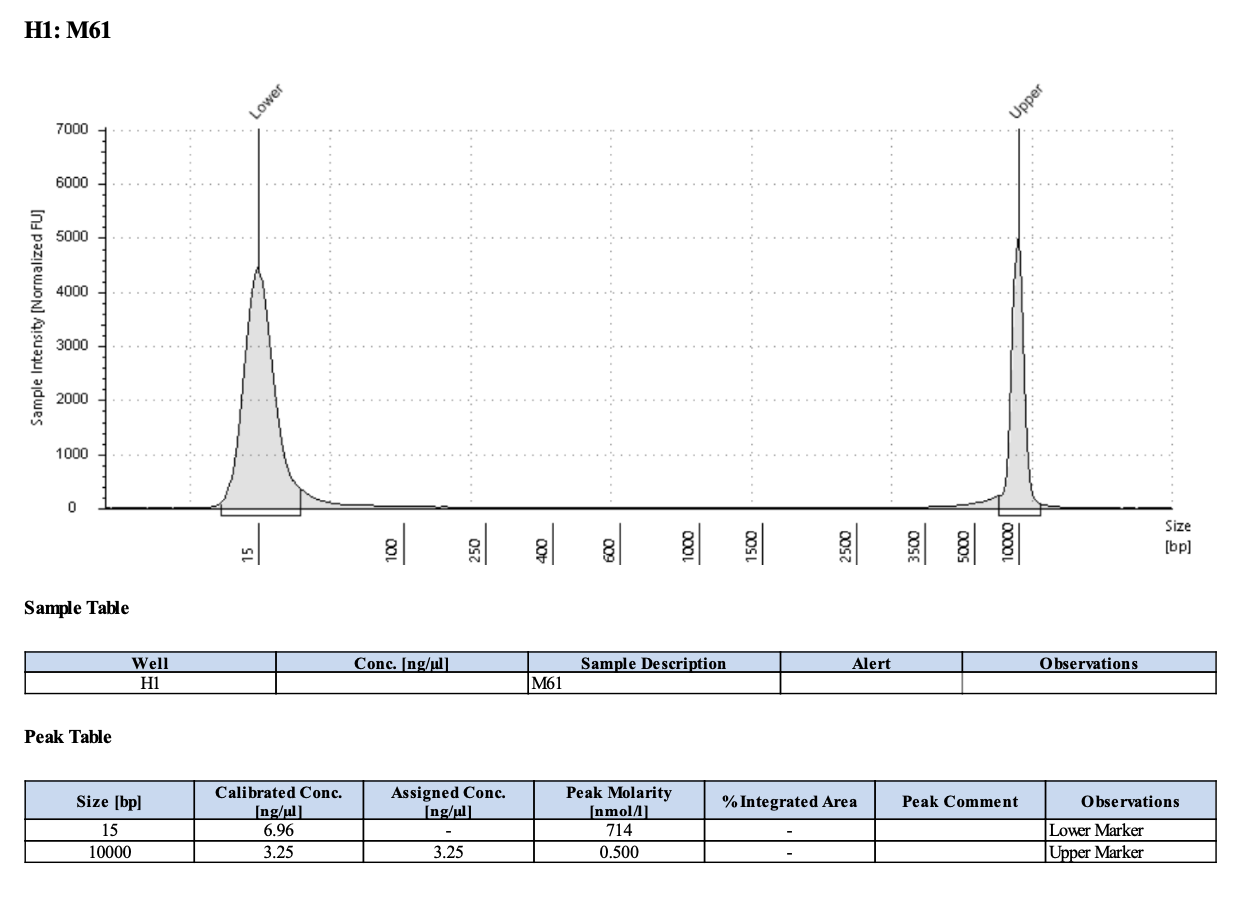 H1: M61
Lower
Upper
7000
6000
5000
4000
3000
2000
1000
0
Sample Intensity [Normalized FU]
15
100
250
400
600
1000
1500
2500
3500
5000
10000
Size
[bp]
Sample Table
Well Conc. [ng/µl] Sample Description Alert Observations
H1 M61
Peak Table
Size [bp] Calibrated Conc. [ng/µl] Assigned Conc. [ng/µl] Peak Molarity [nmol/l] % Integrated Area Peak Comment Observations
15 6.96 - 714 - Lower Marker
10000 3.25 3.25 0.500 - Upper Marker